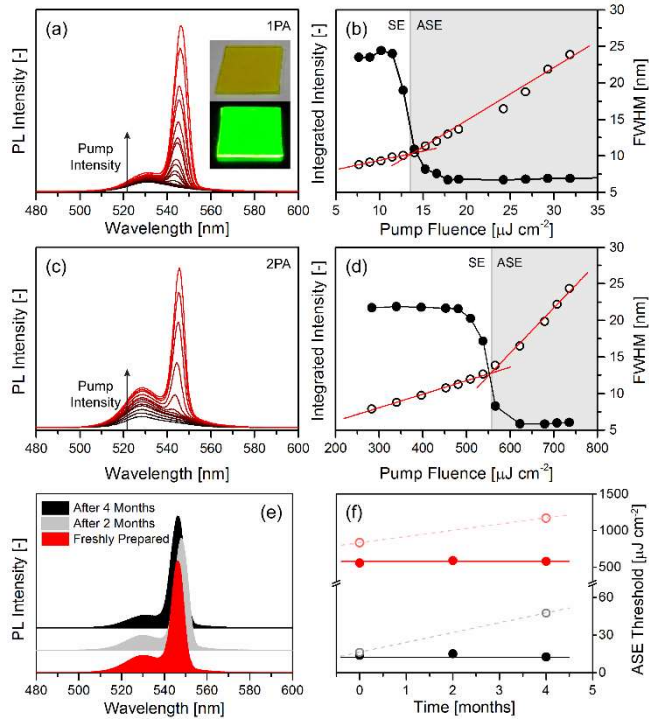 (a)
1PA
PL Intensity [-]
Pump
Intensity
480 500 520 540 560 580 600
Wavelength [nm]
(b)
SE
ASE
Integrated Intensity [-]
30
25
20
15
10
5
FWHM [nm]
5 10 15 20 25 30 35
Pump Fluence [µJ cm⁻²]
(c)
2PA
PL Intensity [-]
Pump
Intensity
480 500 520 540 560 580 600
Wavelength [nm]
(d)
SE
ASE
Integrated Intensity [-]
30
25
20
15
10
5
FWHM [nm]
200 300 400 500 600 700 800
Pump Fluence [µJ cm⁻²]
(e)
After 4 Months
After 2 Months
Freshly Prepared
PL Intensity [-]
480 500 520 540 560 580 600
Wavelength [nm]
(f)
1500
1000
500
60
30
0
ASE Threshold [µJ cm⁻²]
0 1 2 3 4 5
Time [months]